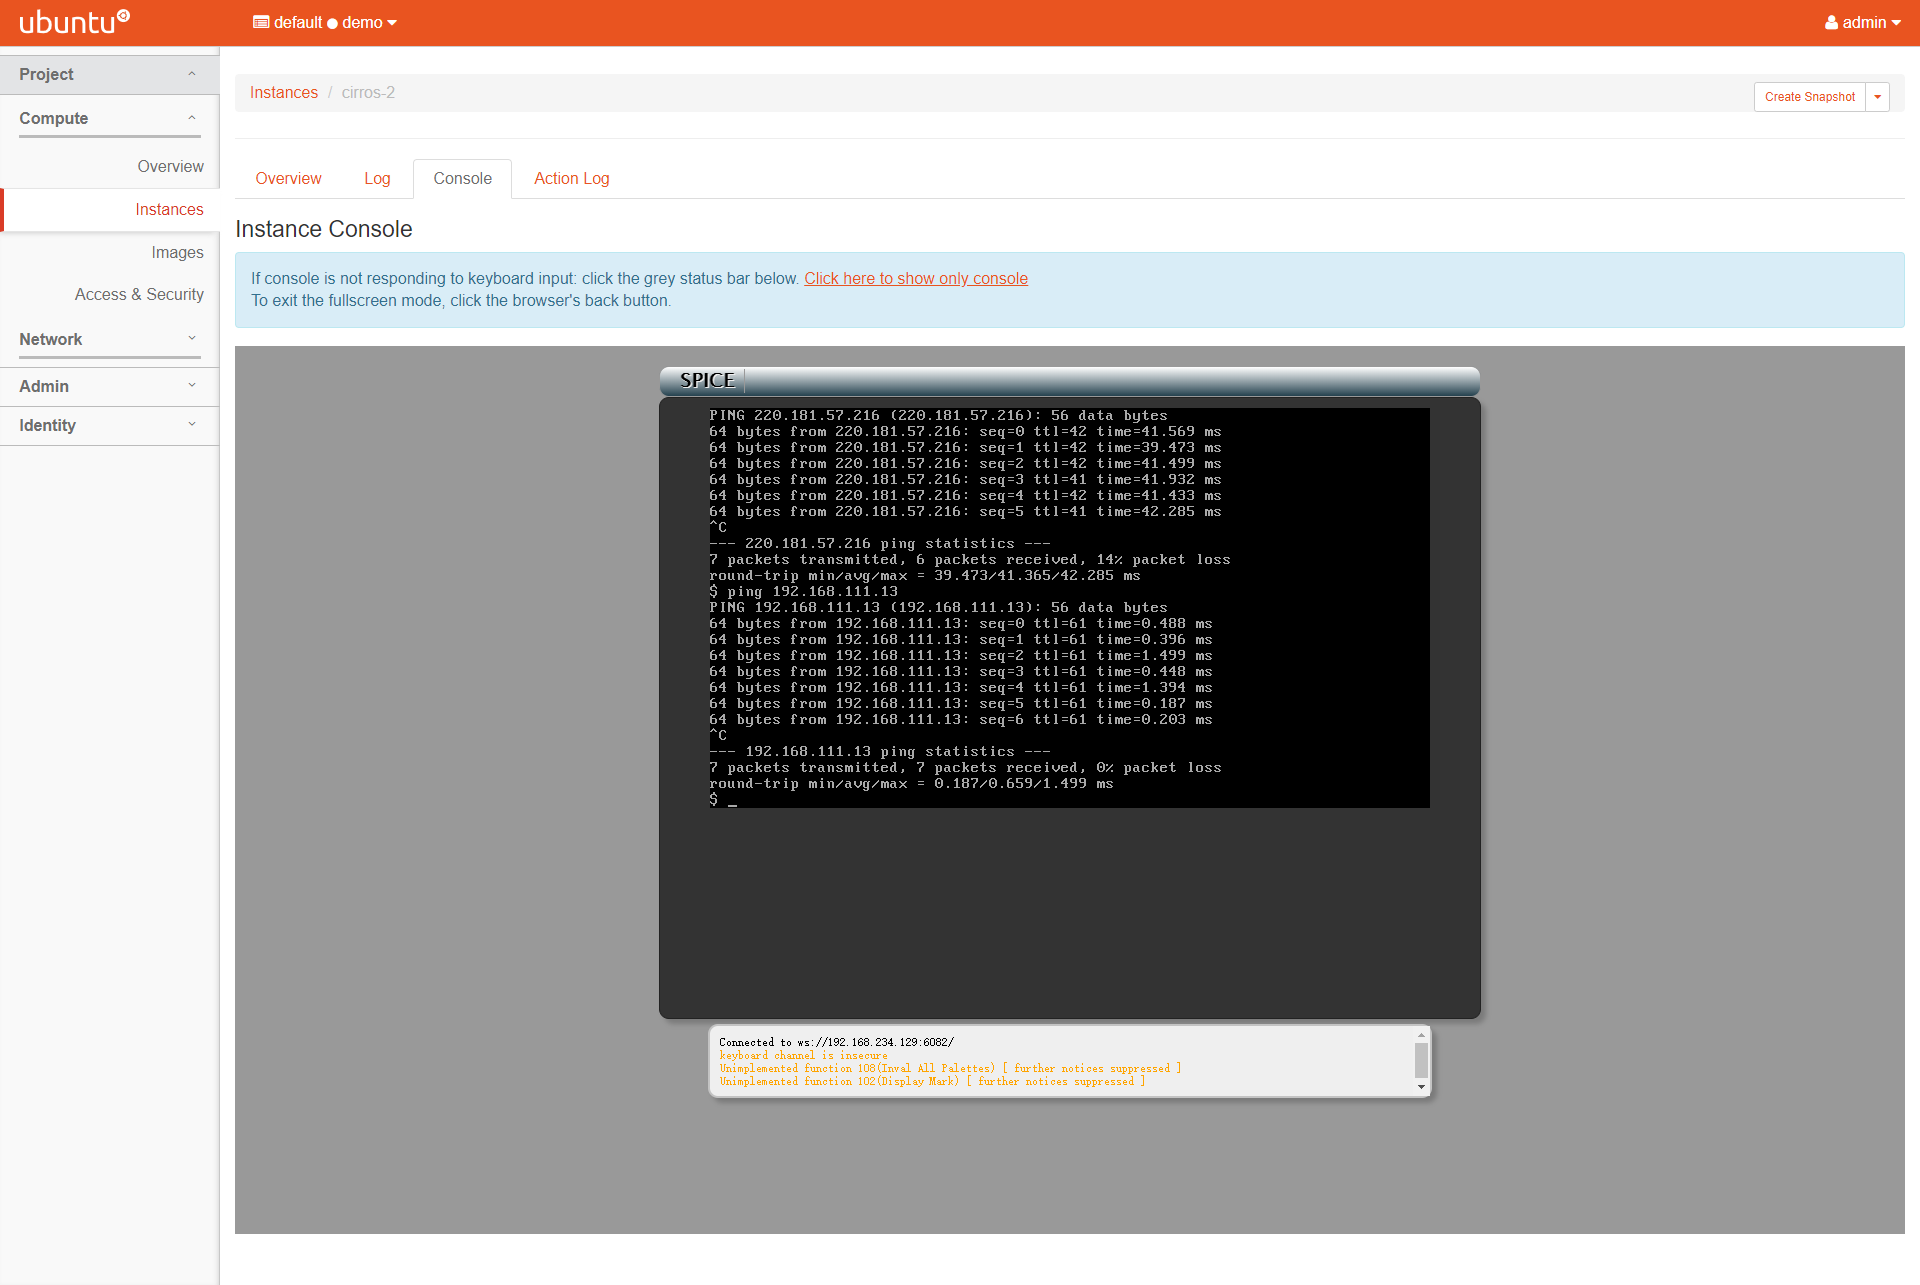 ubuntu
default ● demo
admin
Project
Compute
Overview
Instances
Images
Access & Security
Network
Admin
Identity
Instances / cirros-2
Create Snapshot
Overview Log Console Action Log
Instance Console
If console is not responding to keyboard input: click the grey status bar below. Click here to show only console
To exit the fullscreen mode, click the browser's back button.
SPICE
PING 220.181.57.216 (220.181.57.216): 56 data bytes
64 bytes from 220.181.57.216: seq=0 ttl=42 time=41.569 ms
64 bytes from 220.181.57.216: seq=1 ttl=42 time=39.473 ms
64 bytes from 220.181.57.216: seq=2 ttl=42 time=41.499 ms
64 bytes from 220.181.57.216: seq=3 ttl=41 time=41.932 ms
64 bytes from 220.181.57.216: seq=4 ttl=42 time=41.433 ms
64 bytes from 220.181.57.216: seq=5 ttl=41 time=42.285 ms
^C
--- 220.181.57.216 ping statistics ---
7 packets transmitted, 6 packets received, 14% packet loss
round-trip min/avg/max = 39.473/41.365/42.285 ms
$ ping 192.168.111.13
PING 192.168.111.13 (192.168.111.13): 56 data bytes
64 bytes from 192.168.111.13: seq=0 ttl=61 time=0.488 ms
64 bytes from 192.168.111.13: seq=1 ttl=61 time=0.396 ms
64 bytes from 192.168.111.13: seq=2 ttl=61 time=1.499 ms
64 bytes from 192.168.111.13: seq=3 ttl=61 time=0.448 ms
64 bytes from 192.168.111.13: seq=4 ttl=61 time=1.394 ms
64 bytes from 192.168.111.13: seq=5 ttl=61 time=0.187 ms
64 bytes from 192.168.111.13: seq=6 ttl=61 time=0.203 ms
^C
--- 192.168.111.13 ping statistics ---
7 packets transmitted, 7 packets received, 0% packet loss
round-trip min/avg/max = 0.187/0.659/1.499 ms
$ _
Connected to ws://192.168.234.129:6082/
keyboard channel is insecure
Unimplemented function 108(Inval All Palettes) [ further notices suppressed ]
Unimplemented function 102(Display Mark) [ further notices suppressed ]